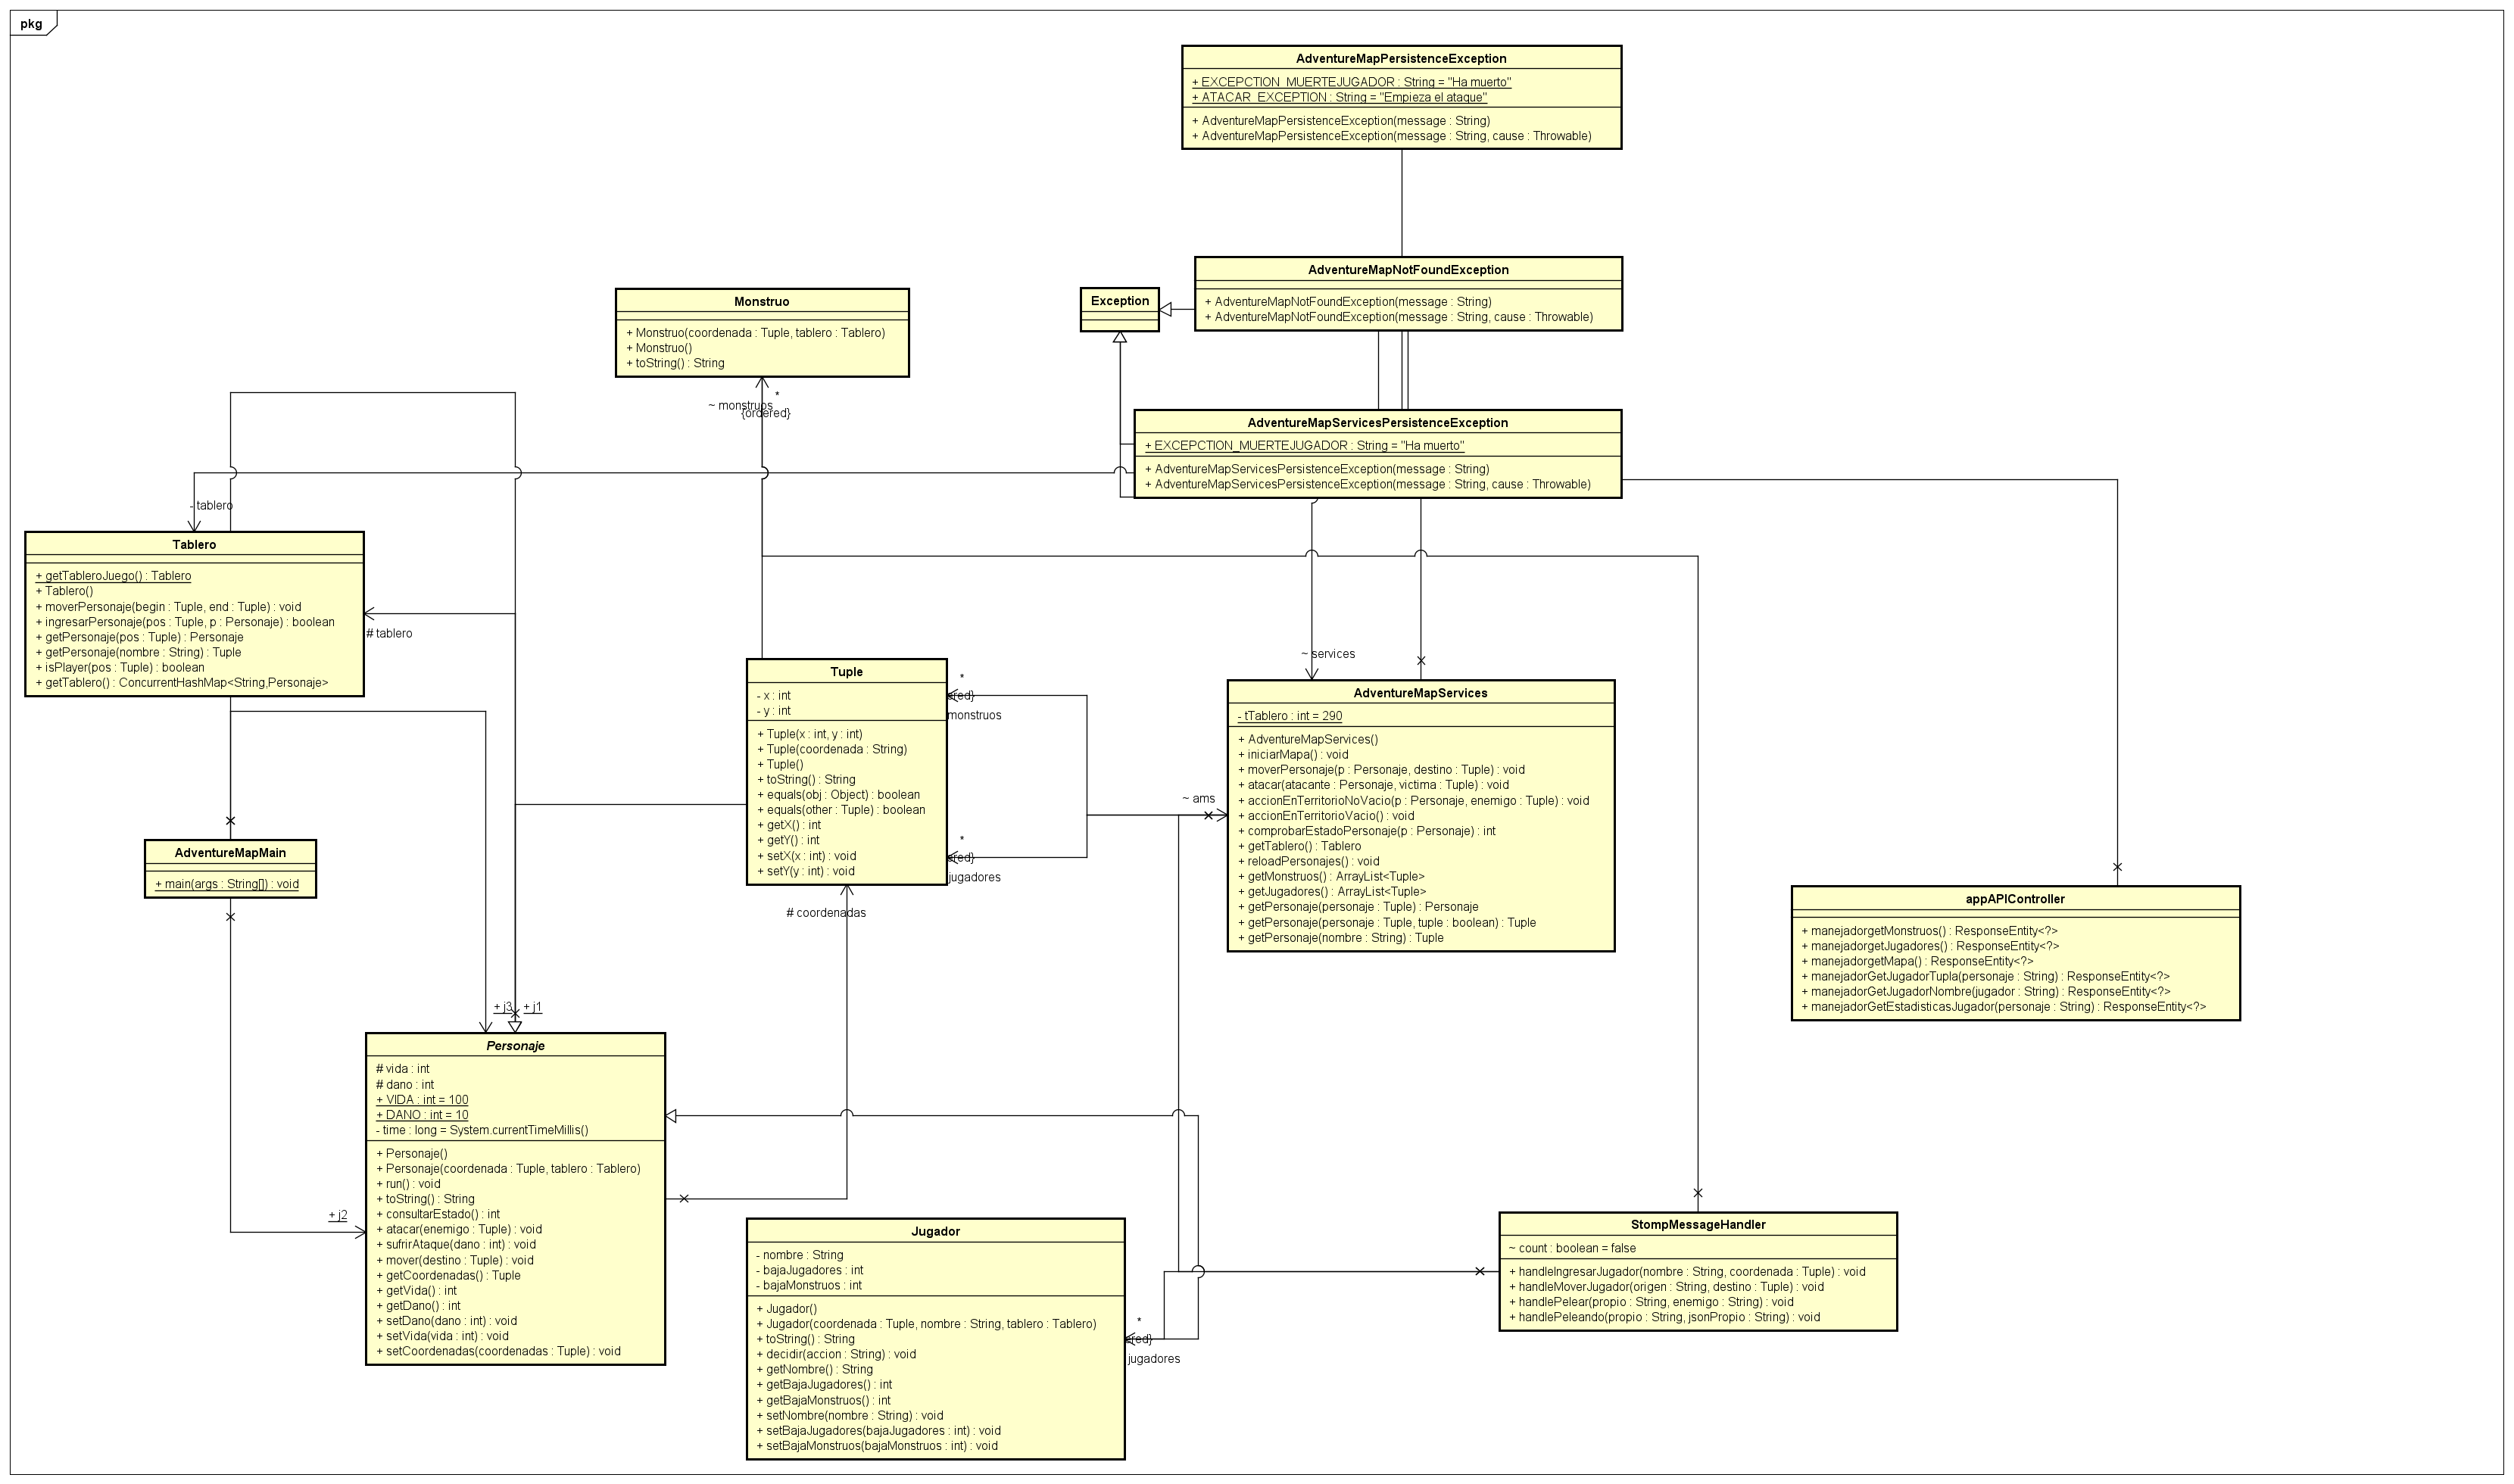 pkg
AdventureMapPersistenceException
+ EXCEPCTION_MUERTEJUGADOR : String = "Ha muerto"
+ ATACAR_EXCEPTION : String = "Empieza el ataque"
+ AdventureMapPersistenceException(message : String)
+ AdventureMapPersistenceException(message : String, cause : Throwable)
AdventureMapNotFoundException
+ AdventureMapNotFoundException(message : String)
+ AdventureMapNotFoundException(message : String, cause : Throwable)
Exception
Monstruo
+ Monstruo(coordenada : Tuple, tablero : Tablero)
+ Monstruo()
+ toString() : String
*
~ monstruos
{ordered}
AdventureMapServicesPersistenceException
+ EXCEPCTION_MUERTEJUGADOR : String = "Ha muerto"
+ AdventureMapServicesPersistenceException(message : String)
+ AdventureMapServicesPersistenceException(message : String, cause : Throwable)
- tablero
Tablero
+ getTableroJuego() : Tablero
+ Tablero()
+ moverPersonaje(begin : Tuple, end : Tuple) : void
+ ingresarPersonaje(pos : Tuple, p : Personaje) : boolean
+ getPersonaje(pos : Tuple) : Personaje
+ getPersonaje(nombre : String) : Tuple
+ isPlayer(pos : Tuple) : boolean
+ getTablero() : ConcurrentHashMap<String,Personaje>
# tablero
Tuple
- x : int
- y : int
+ Tuple(x : int, y : int)
+ Tuple(coordenada : String)
+ Tuple()
+ toString() : String
+ equals(obj : Object) : boolean
+ equals(other : Tuple) : boolean
+ getX() : int
+ getY() : int
+ setX(x : int) : void
+ setY(y : int) : void
*
red}
monstruos
*
red}
jugadores
# coordenadas
~ services
~ ams
AdventureMapServices
- tTablero : int = 290
+ AdventureMapServices()
+ iniciarMapa() : void
+ moverPersonaje(p : Personaje, destino : Tuple) : void
+ atacar(atacante : Personaje, victima : Tuple) : void
+ accionEnTerritorioNoVacio(p : Personaje, enemigo : Tuple) : void
+ accionEnTerritorioVacio() : void
+ comprobarEstadoPersonaje(p : Personaje) : int
+ getTablero() : Tablero
+ reloadPersonajes() : void
+ getMonstruos() : ArrayList<Tuple>
+ getJugadores() : ArrayList<Tuple>
+ getPersonaje(personaje : Tuple) : Personaje
+ getPersonaje(personaje : Tuple, tuple : boolean) : Tuple
+ getPersonaje(nombre : String) : Tuple
AdventureMapMain
+ main(args : String[]) : void
appAPIController
+ manejadorgetMonstruos() : ResponseEntity<?>
+ manejadorgetJugadores() : ResponseEntity<?>
+ manejadorgetMapa() : ResponseEntity<?>
+ manejadorGetJugadorTupla(personaje : String) : ResponseEntity<?>
+ manejadorGetJugadorNombre(jugador : String) : ResponseEntity<?>
+ manejadorGetEstadisticasJugador(personaje : String) : ResponseEntity<?>
+ j3
+ j1
+ j2
Personaje
# vida : int
# dano : int
+ VIDA : int = 100
+ DANO : int = 10
- time : long = System.currentTimeMillis()
+ Personaje()
+ Personaje(coordenada : Tuple, tablero : Tablero)
+ run() : void
+ toString() : String
+ consultarEstado() : int
+ atacar(enemigo : Tuple) : void
+ sufrirAtaque(dano : int) : void
+ mover(destino : Tuple) : void
+ getCoordenadas() : Tuple
+ getVida() : int
+ getDano() : int
+ setDano(dano : int) : void
+ setVida(vida : int) : void
+ setCoordenadas(coordenadas : Tuple) : void
Jugador
- nombre : String
- bajaJugadores : int
- bajaMonstruos : int
+ Jugador()
+ Jugador(coordenada : Tuple, nombre : String, tablero : Tablero)
+ toString() : String
+ decidir(accion : String) : void
+ getNombre() : String
+ getBajaJugadores() : int
+ getBajaMonstruos() : int
+ setNombre(nombre : String) : void
+ setBajaJugadores(bajaJugadores : int) : void
+ setBajaMonstruos(bajaMonstruos : int) : void
*
red}
jugadores
StompMessageHandler
~ count : boolean = false
+ handleIngresarJugador(nombre : String, coordenada : Tuple) : void
+ handleMoverJugador(origen : String, destino : Tuple) : void
+ handlePelear(propio : String, enemigo : String) : void
+ handlePeleando(propio : String, jsonPropio : String) : void